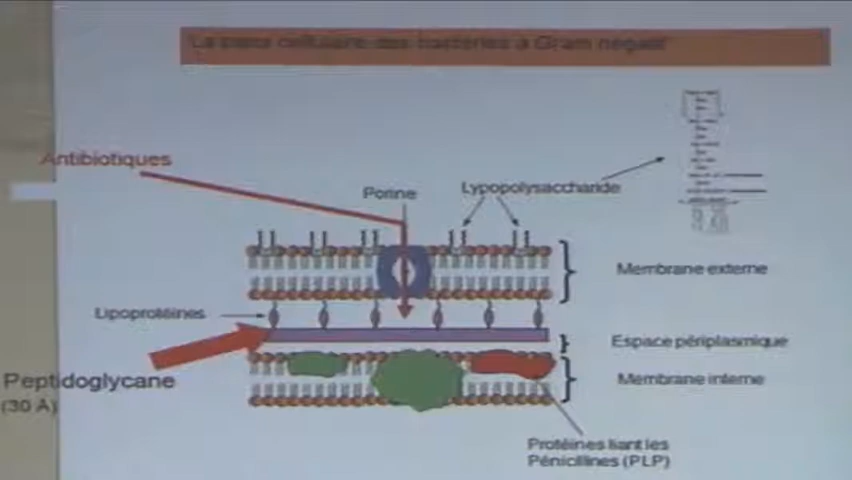 La paroi cellulaire des bactéries à Gram négatif
Antibiotiques
Porine
Lypopolysaccharide
Membrane externe
Lipoprotéines
Espace périplasmique
Peptidoglycane
(30 A)
Membrane interne
Protéines liant les
Pénicillines (PLP)